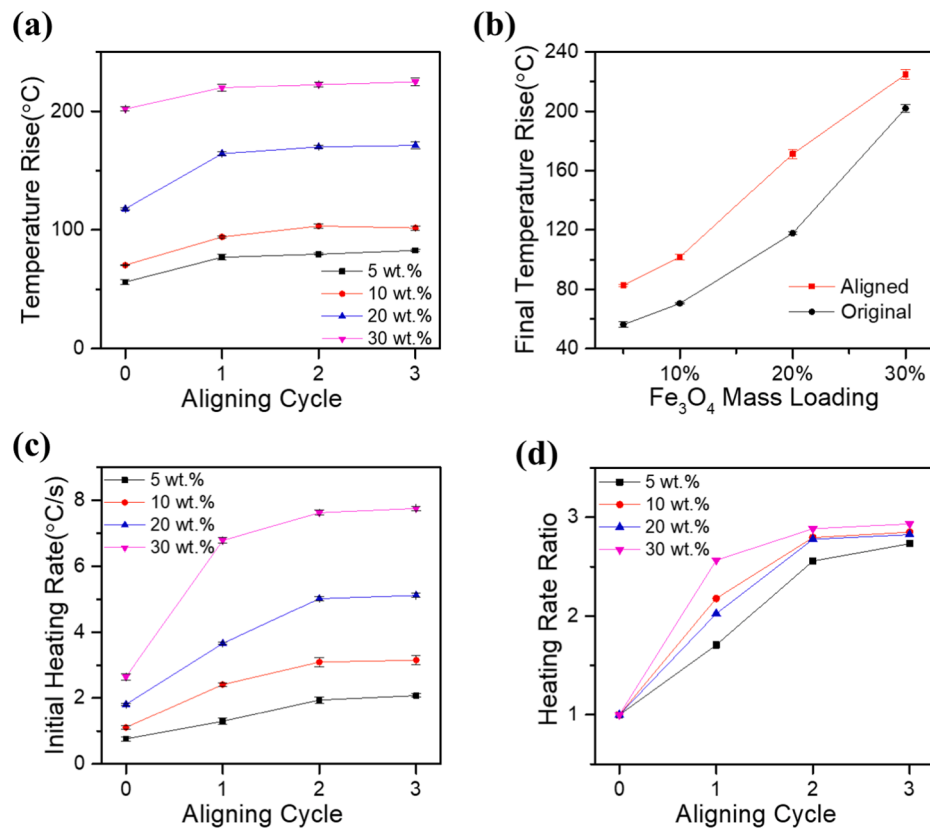 (a)
Temperature Rise(°C)
200
100
0
0 1 2 3
Aligning Cycle
5 wt.%
10 wt.%
20 wt.%
30 wt.%
(b)
Final Temperature Rise(°C)
240
200
160
120
80
40
10% 20% 30%
Fe₃O₄ Mass Loading
Aligned
Original
(c)
Initial Heating Rate(°C/s)
8
6
4
2
0
0 1 2 3
Aligning Cycle
5 wt.%
10 wt.%
20 wt.%
30 wt.%
(d)
Heating Rate Ratio
3
2
1
0 1 2 3
Aligning Cycle
5 wt.%
10 wt.%
20 wt.%
30 wt.%